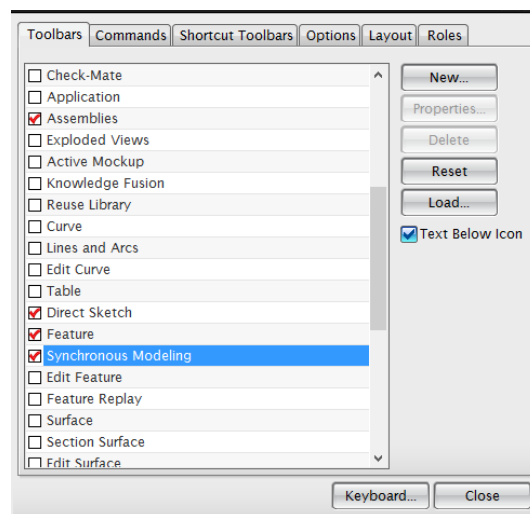 Toolbars Commands Shortcut Toolbars Options Layout Roles
Check-Mate
Application
Assemblies
Exploded Views
Active Mockup
Knowledge Fusion
Reuse Library
Curve
Lines and Arcs
Edit Curve
Table
Direct Sketch
Feature
Synchronous Modeling
Edit Feature
Feature Replay
Surface
Section Surface
Edit Surface
New...
Properties...
Delete
Reset
Load...
Text Below Icon
Keyboard... Close